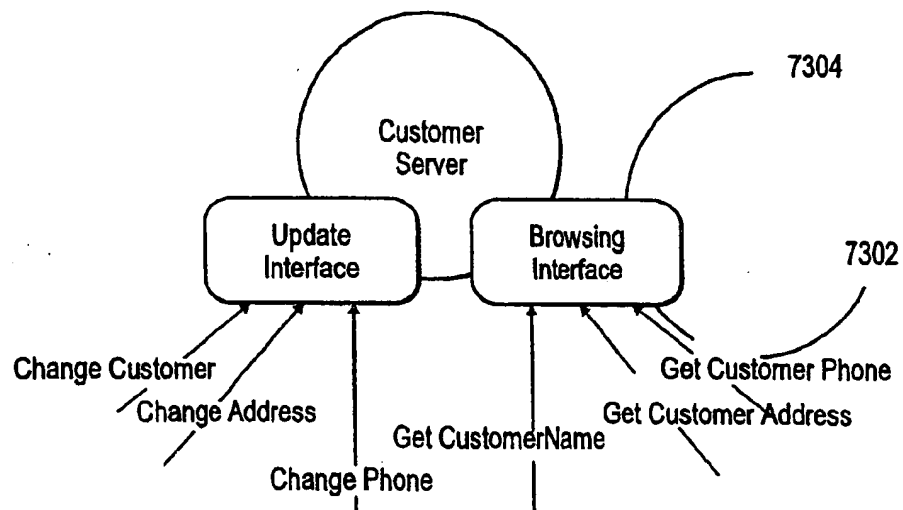 7304
Customer
Server
Update
Interface
Browsing
Interface
7302
Change Customer
Get Customer Phone
Change Address
Get Customer Address
Get CustomerName
Change Phone